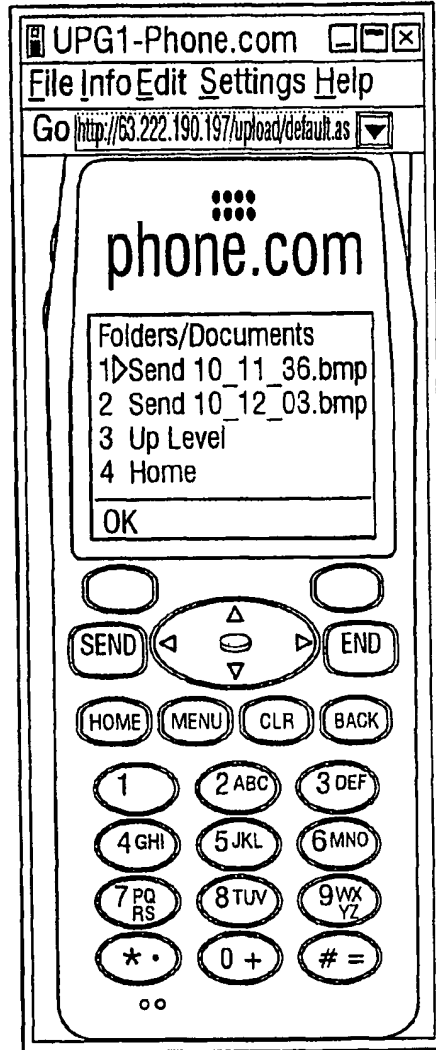 UPG1-Phone.com
File Info Edit Settings Help
Go http://63.222.190.197/upload/default.as
phone.com
Folders/Documents
1 Send 10_11_36.bmp
2 Send 10_12_03.bmp
3 Up Level
4 Home
OK
SEND END
HOME MENU CLR BACK
1 2 ABC 3 DEF
4 GHI 5 JKL 6 MNO
7 PQRS 8 TUV 9 WXYZ
* • 0 + # =